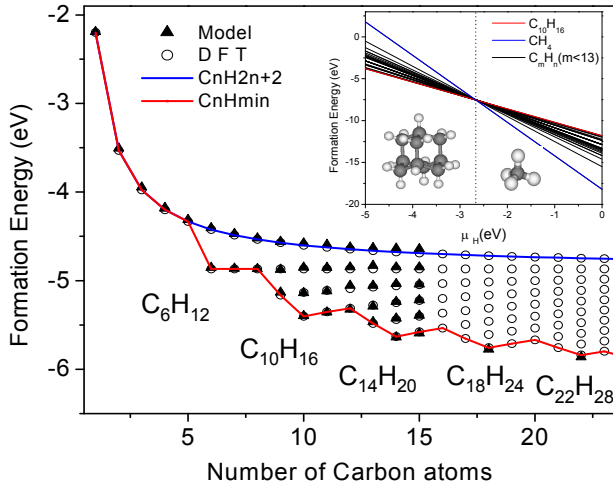 Model
D F T
CnH2n+2
CnHmin
C10H16
CH4
CmHn(m<13)
Formation Energy (eV)
0
-5
-10
-15
-20
-5
-4
-3
-2
-1
0
μH(eV)
Formation Energy (eV)
-2
-3
-4
-5
-6
C6H12
C10H16
C14H20
C18H24
C22H28
5
10
15
20
Number of Carbon atoms